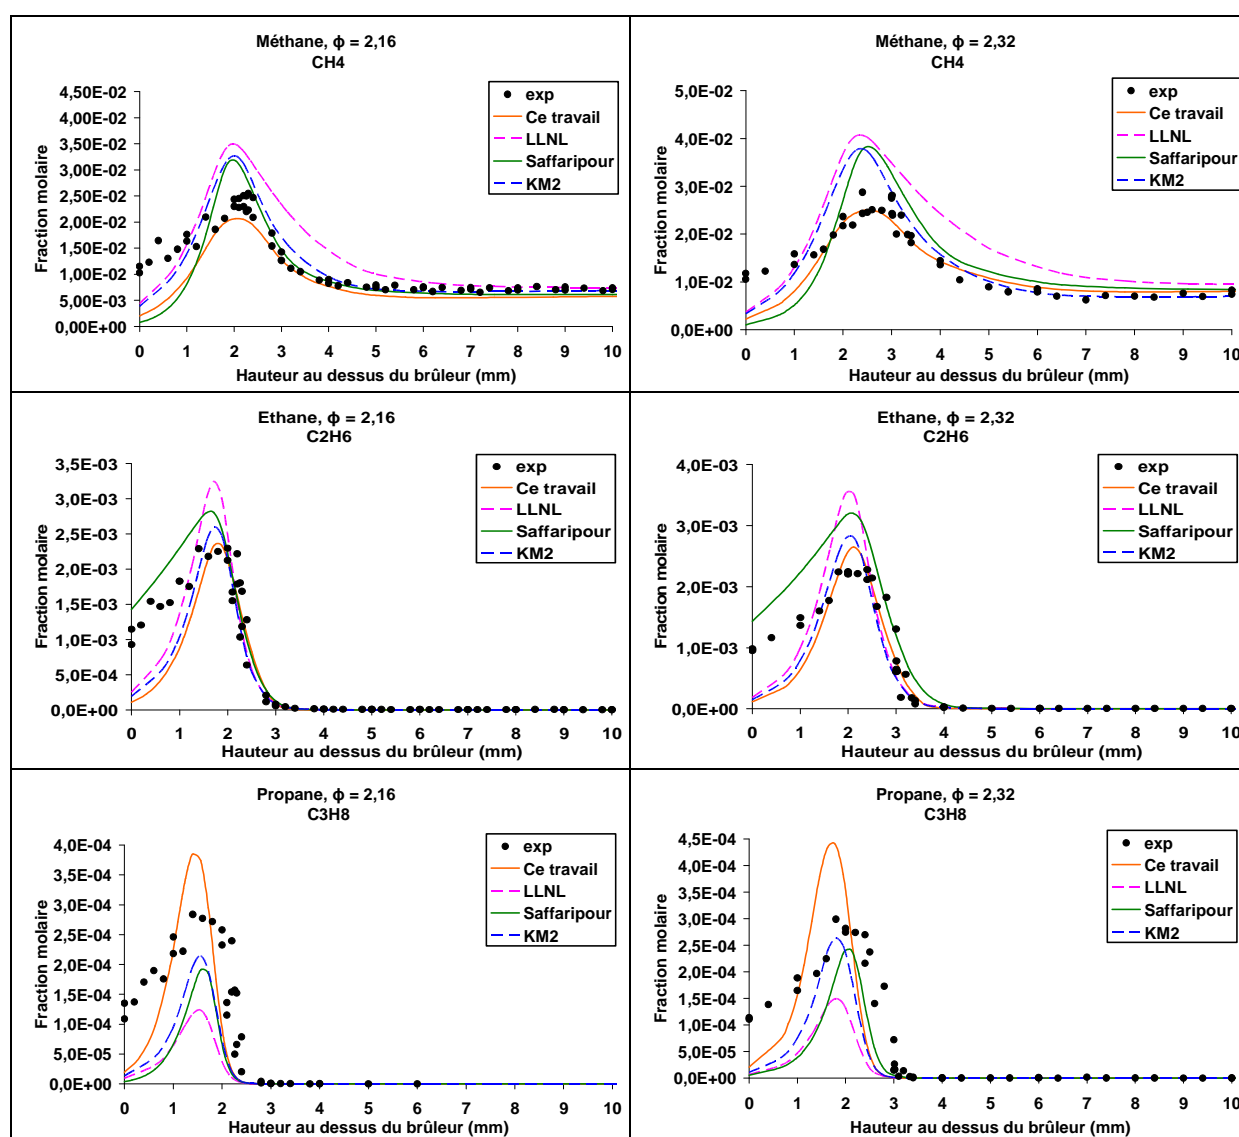 Méthane, ϕ = 2,16
CH4
Fraction molaire
4,50E-02
4,00E-02
3,50E-02
3,00E-02
2,50E-02
2,00E-02
1,50E-02
1,00E-02
5,00E-03
0,00E+00
0 1 2 3 4 5 6 7 8 9 10
Hauteur au dessus du brûleur (mm)
exp
Ce travail
LLNL
Saffaripour
KM2
Méthane, ϕ = 2,32
CH4
Fraction molaire
5,0E-02
4,0E-02
3,0E-02
2,0E-02
1,0E-02
0,0E+00
0 1 2 3 4 5 6 7 8 9 10
Hauteur au dessus du brûleur (mm)
exp
Ce travail
LLNL
Saffaripour
KM2
Ethane, ϕ = 2,16
C2H6
Fraction molaire
3,5E-03
3,0E-03
2,5E-03
2,0E-03
1,5E-03
1,0E-03
5,0E-04
0,0E+00
0 1 2 3 4 5 6 7 8 9 10
Hauteur au dessus du brûleur (mm)
exp
Ce travail
LLNL
Saffaripour
KM2
Ethane, ϕ = 2,32
C2H6
Fraction molaire
4,0E-03
3,0E-03
2,0E-03
1,0E-03
0,0E+00
0 1 2 3 4 5 6 7 8 9 10
Hauteur au dessus du brûleur (mm)
exp
Ce travail
LLNL
Saffaripour
KM2
Propane, ϕ = 2,16
C3H8
Fraction molaire
4,0E-04
3,5E-04
3,0E-04
2,5E-04
2,0E-04
1,5E-04
1,0E-04
5,0E-05
0,0E+00
0 1 2 3 4 5 6 7 8 9 10
Hauteur au dessus du brûleur (mm)
exp
Ce travail
LLNL
Saffaripour
KM2
Propane, ϕ = 2,32
C3H8
Fraction molaire
4,5E-04
4,0E-04
3,5E-04
3,0E-04
2,5E-04
2,0E-04
1,5E-04
1,0E-04
5,0E-05
0,0E+00
0 1 2 3 4 5 6 7 8 9 10
Hauteur au dessus du brûleur (mm)
exp
Ce travail
LLNL
Saffaripour
KM2